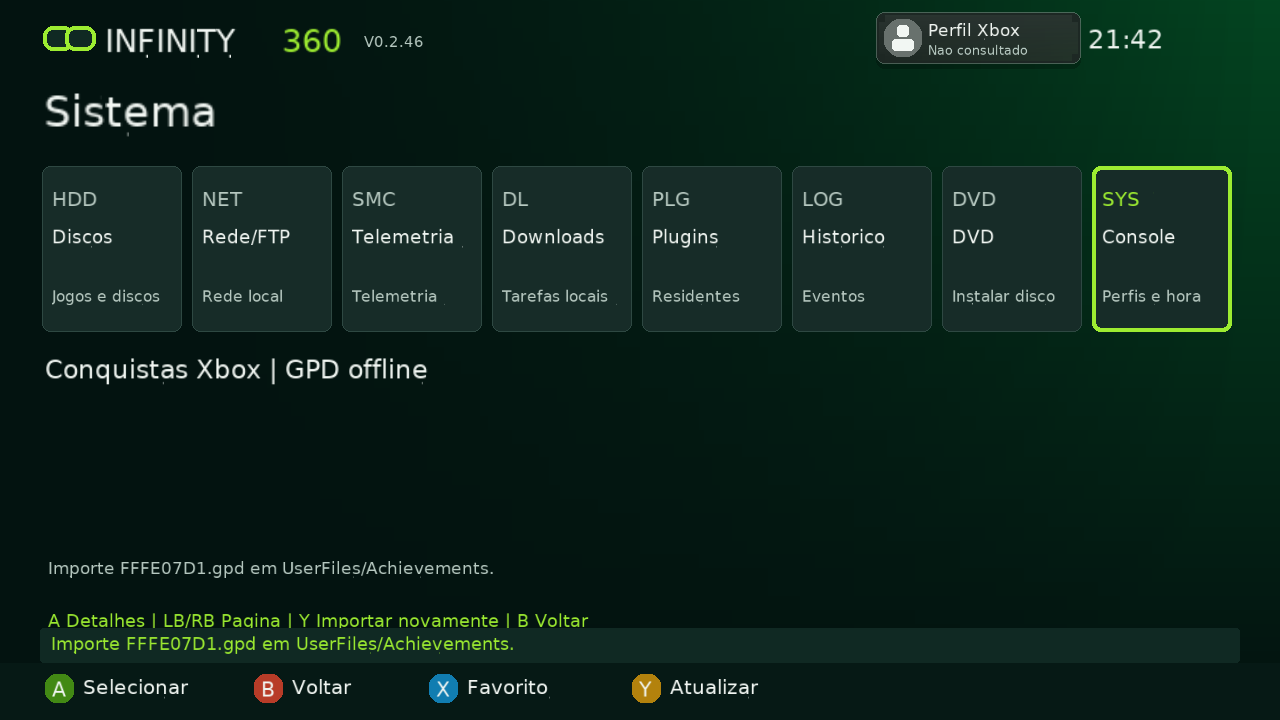 INFINITY 360 V0.2.46
Perfil Xbox
Nao consultado
21:42
Sistema
HDD
Discos
Jogos e discos
NET
Rede/FTP
Rede local
SMC
Telemetria
Telemetria
DL
Downloads
Tarefas locais
PLG
Plugins
Residentes
LOG
Historico
Eventos
DVD
DVD
Instalar disco
SYS
Console
Perfis e hora
Conquistas Xbox | GPD offline
Importe FFFE07D1.gpd em UserFiles/Achievements.
A Detalhes | LB/RB Pagina | Y Importar novamente | B Voltar
Importe FFFE07D1.gpd em UserFiles/Achievements.
A Selecionar B Voltar X Favorito Y Atualizar